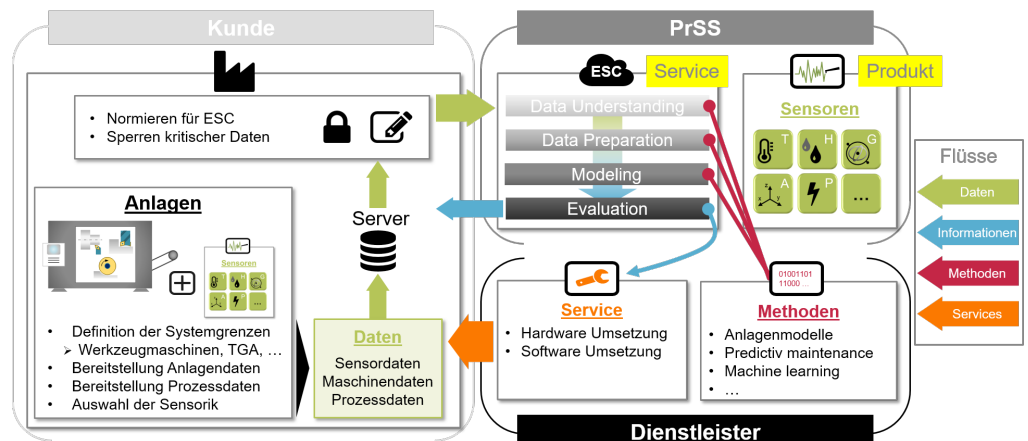 Kunde
Normieren für ESC
Sperren kritischer Daten
Anlagen
Sensoren
T
H
G
A
P
...
Definition der Systemgrenzen
Werkzeugmaschinen, TGA, …
Bereitstellung Anlagendaten
Bereitstellung Prozessdaten
Auswahl der Sensorik
Server
Daten
Sensordaten
Maschinendaten
Prozessdaten
PrSS
ESC
Service
Data Understanding
Data Preparation
Modeling
Evaluation
Produkt
Sensoren
T
H
G
z
x
y
A
P
...
Service
Hardware Umsetzung
Software Umsetzung
01001101
11000 ...
Methoden
Anlagenmodelle
Predictiv maintenance
Machine learning
…
Dienstleister
Flüsse
Daten
Informationen
Methoden
Services